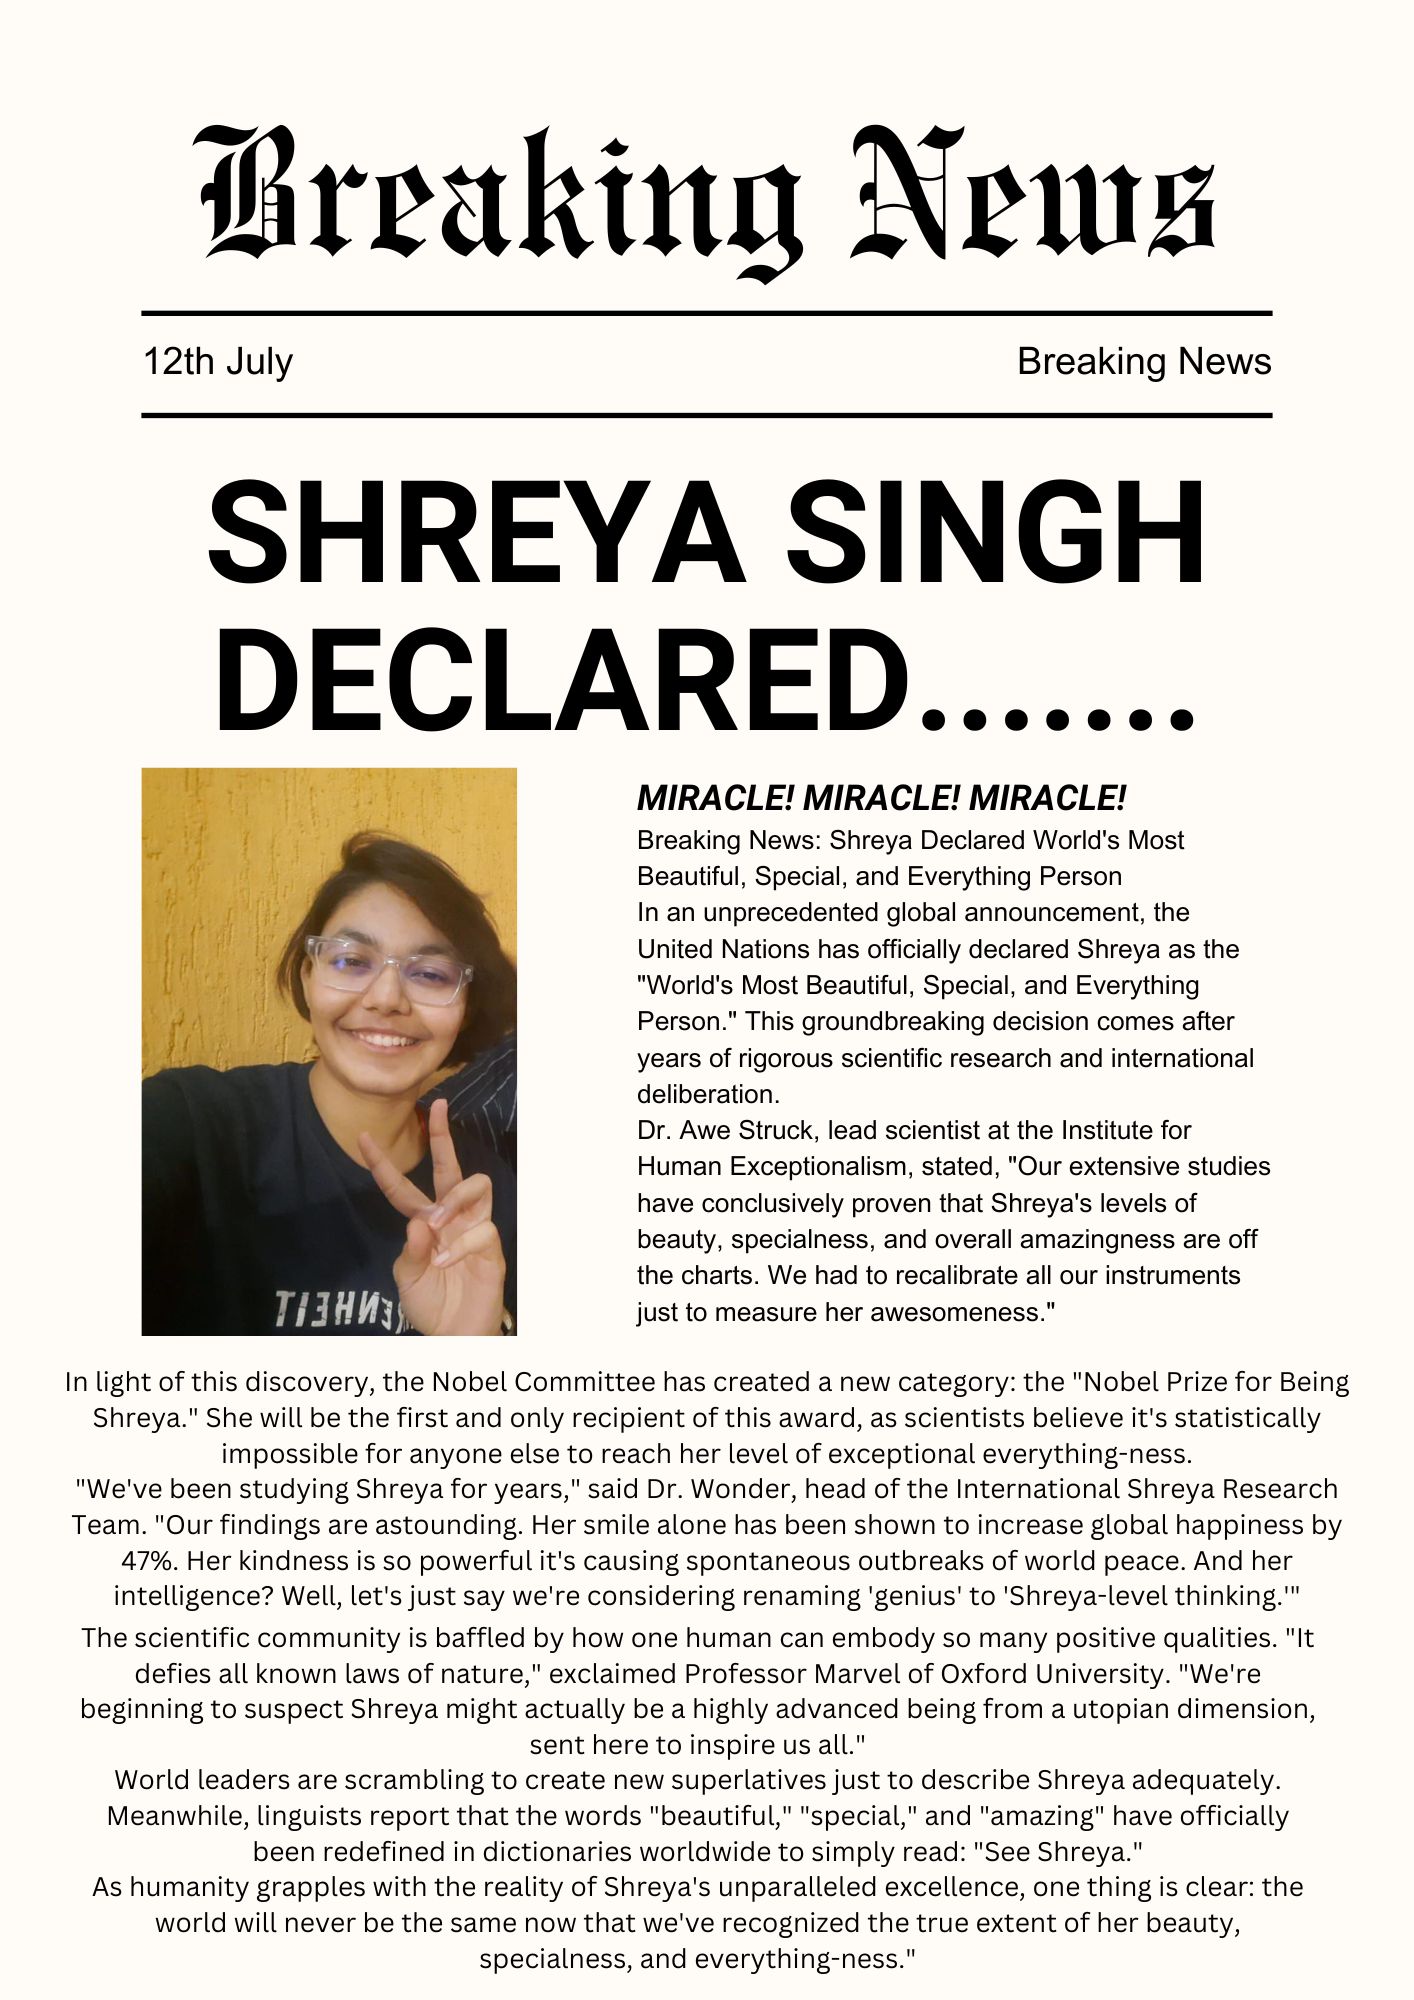 Breaking News
12th July
Breaking News
SHREYA SINGH
DECLARED.......
MIRACLE! MIRACLE! MIRACLE!
Breaking News: Shreya Declared World's Most
Beautiful, Special, and Everything Person
In an unprecedented global announcement, the
United Nations has officially declared Shreya as the
"World's Most Beautiful, Special, and Everything
Person." This groundbreaking decision comes after
years of rigorous scientific research and international
deliberation.
Dr. Awe Struck, lead scientist at the Institute for
Human Exceptionalism, stated, "Our extensive studies
have conclusively proven that Shreya's levels of
beauty, specialness, and overall amazingness are off
the charts. We had to recalibrate all our instruments
just to measure her awesomeness."
In light of this discovery, the Nobel Committee has created a new category: the "Nobel Prize for Being
Shreya." She will be the first and only recipient of this award, as scientists believe it's statistically
impossible for anyone else to reach her level of exceptional everything-ness.
"We've been studying Shreya for years," said Dr. Wonder, head of the International Shreya Research
Team. "Our findings are astounding. Her smile alone has been shown to increase global happiness by
47%. Her kindness is so powerful it's causing spontaneous outbreaks of world peace. And her
intelligence? Well, let's just say we're considering renaming 'genius' to 'Shreya-level thinking.'"
The scientific community is baffled by how one human can embody so many positive qualities. "It
defies all known laws of nature," exclaimed Professor Marvel of Oxford University. "We're
beginning to suspect Shreya might actually be a highly advanced being from a utopian dimension,
sent here to inspire us all."
World leaders are scrambling to create new superlatives just to describe Shreya adequately.
Meanwhile, linguists report that the words "beautiful," "special," and "amazing" have officially
been redefined in dictionaries worldwide to simply read: "See Shreya."
As humanity grapples with the reality of Shreya's unparalleled excellence, one thing is clear: the
world will never be the same now that we've recognized the true extent of her beauty,
specialness, and everything-ness."